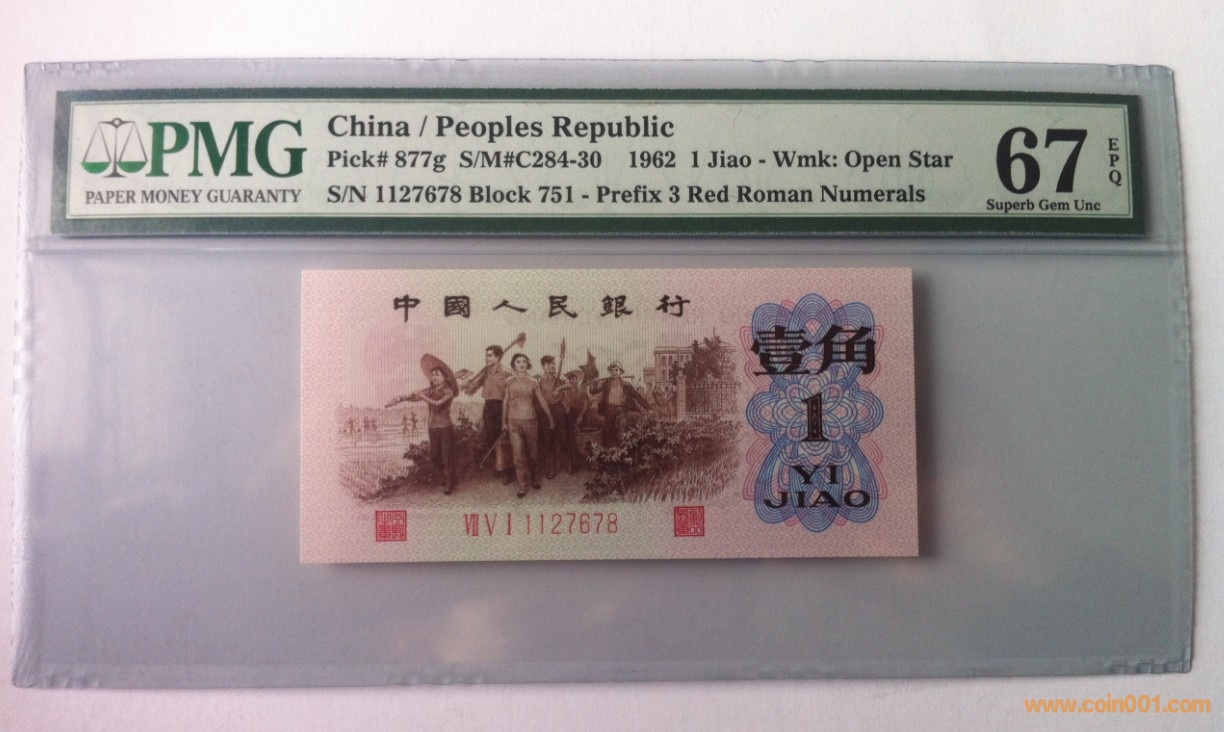 PMG
PAPER MONEY GUARANTY
China / Peoples Republic
Pick# 877g S/M#C284-30 1962 1 Jiao - Wmk: Open Star
S/N 1127678 Block 751 - Prefix 3 Red Roman Numerals
67
EPQ
Superb Gem Unc
中國人民銀行
壹角
1
YI
JIAO
Ⅶ Ⅴ Ⅰ 1127678
www.coin001.com